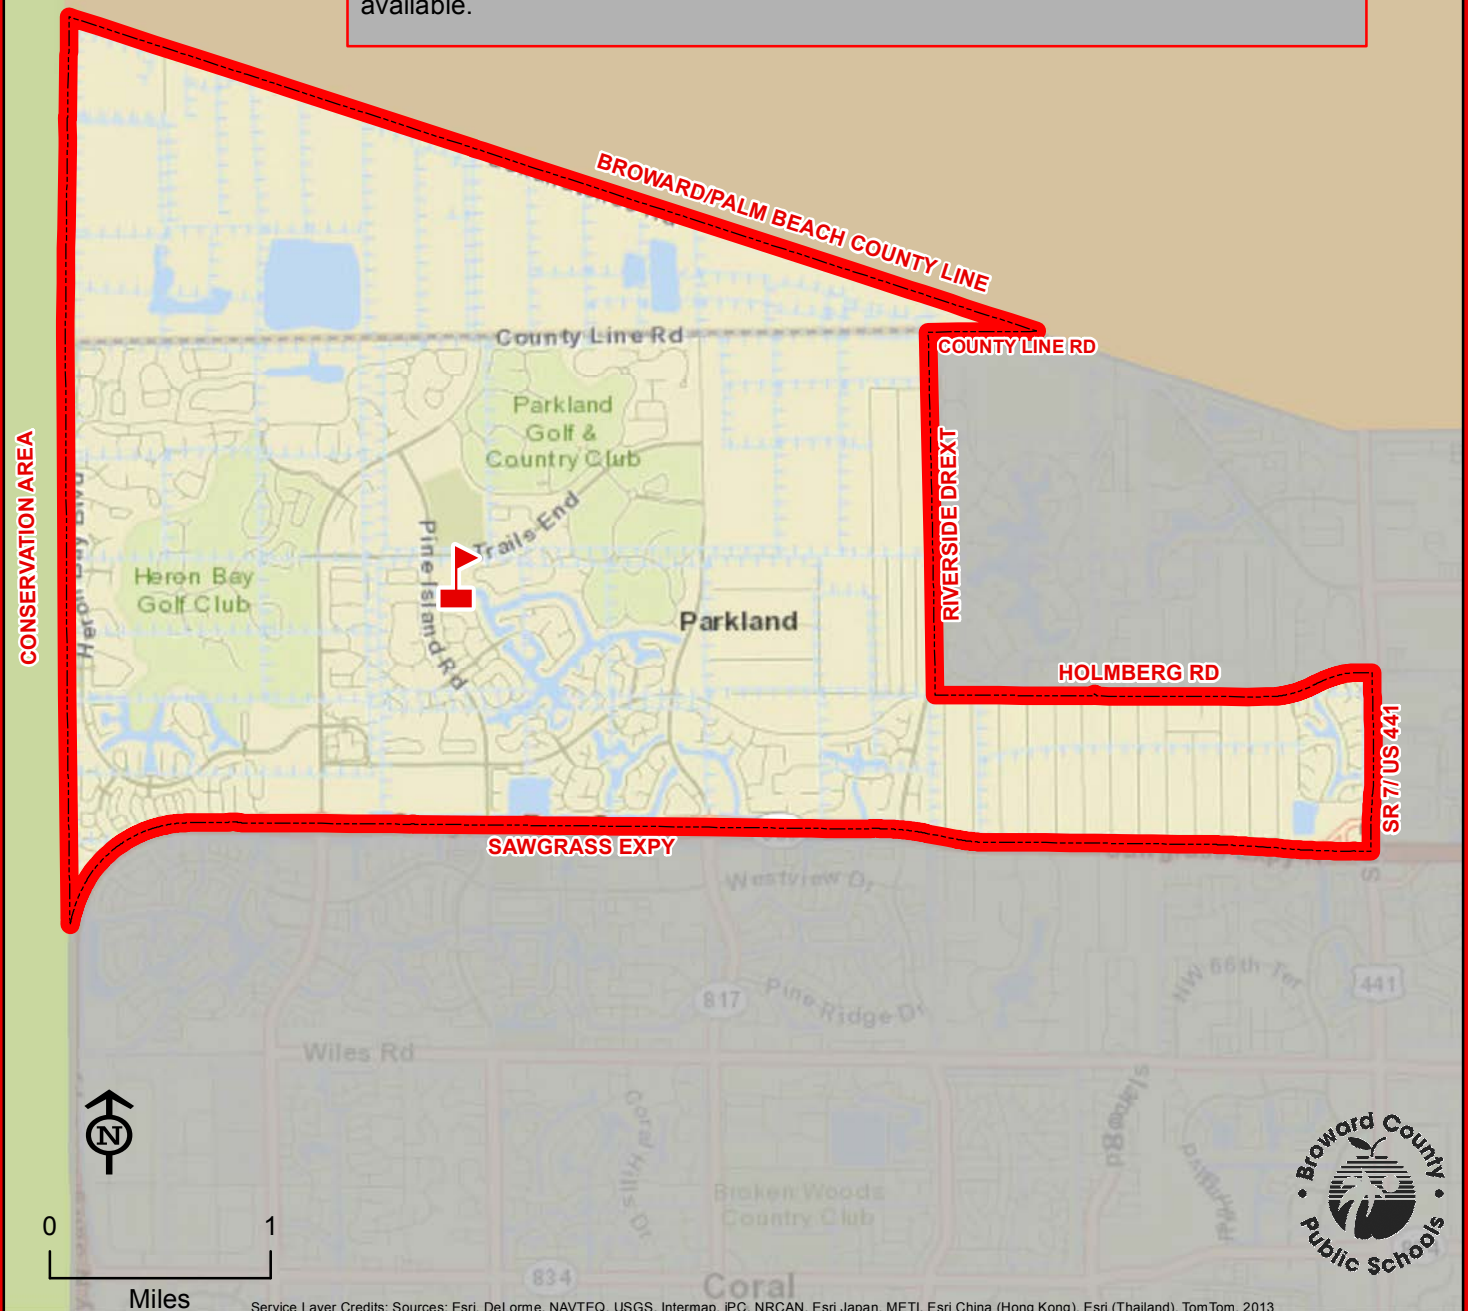 available.
BROWARD/PALM BEACH COUNTY LINE
County Line Rd
COUNTY LINE RD
Parkland
Golf &
Country Club
CONSERVATION AREA
RIVERSIDE DREXT
Trails End
Pine Island Rd
Heron Bay
Golf Club
Parkland
HOLMBERG RD
SR 7/ US 441
SAWGRASS EXPY
Westview Dr
NW 66th Ter
441
817
Pine Ridge Dr
Wiles Rd
Coral Hills Dr
Broken Woods
Country Club
N
0 1
Miles
834
Coral
Broward County
Public Schools
Service Layer Credits: Sources: Esri, DeLorme, NAVTEQ, USGS, Intermap, iPC, NRCAN, Esri Japan, METI, Esri China (Hong Kong), Esri (Thailand), TomTom, 2013